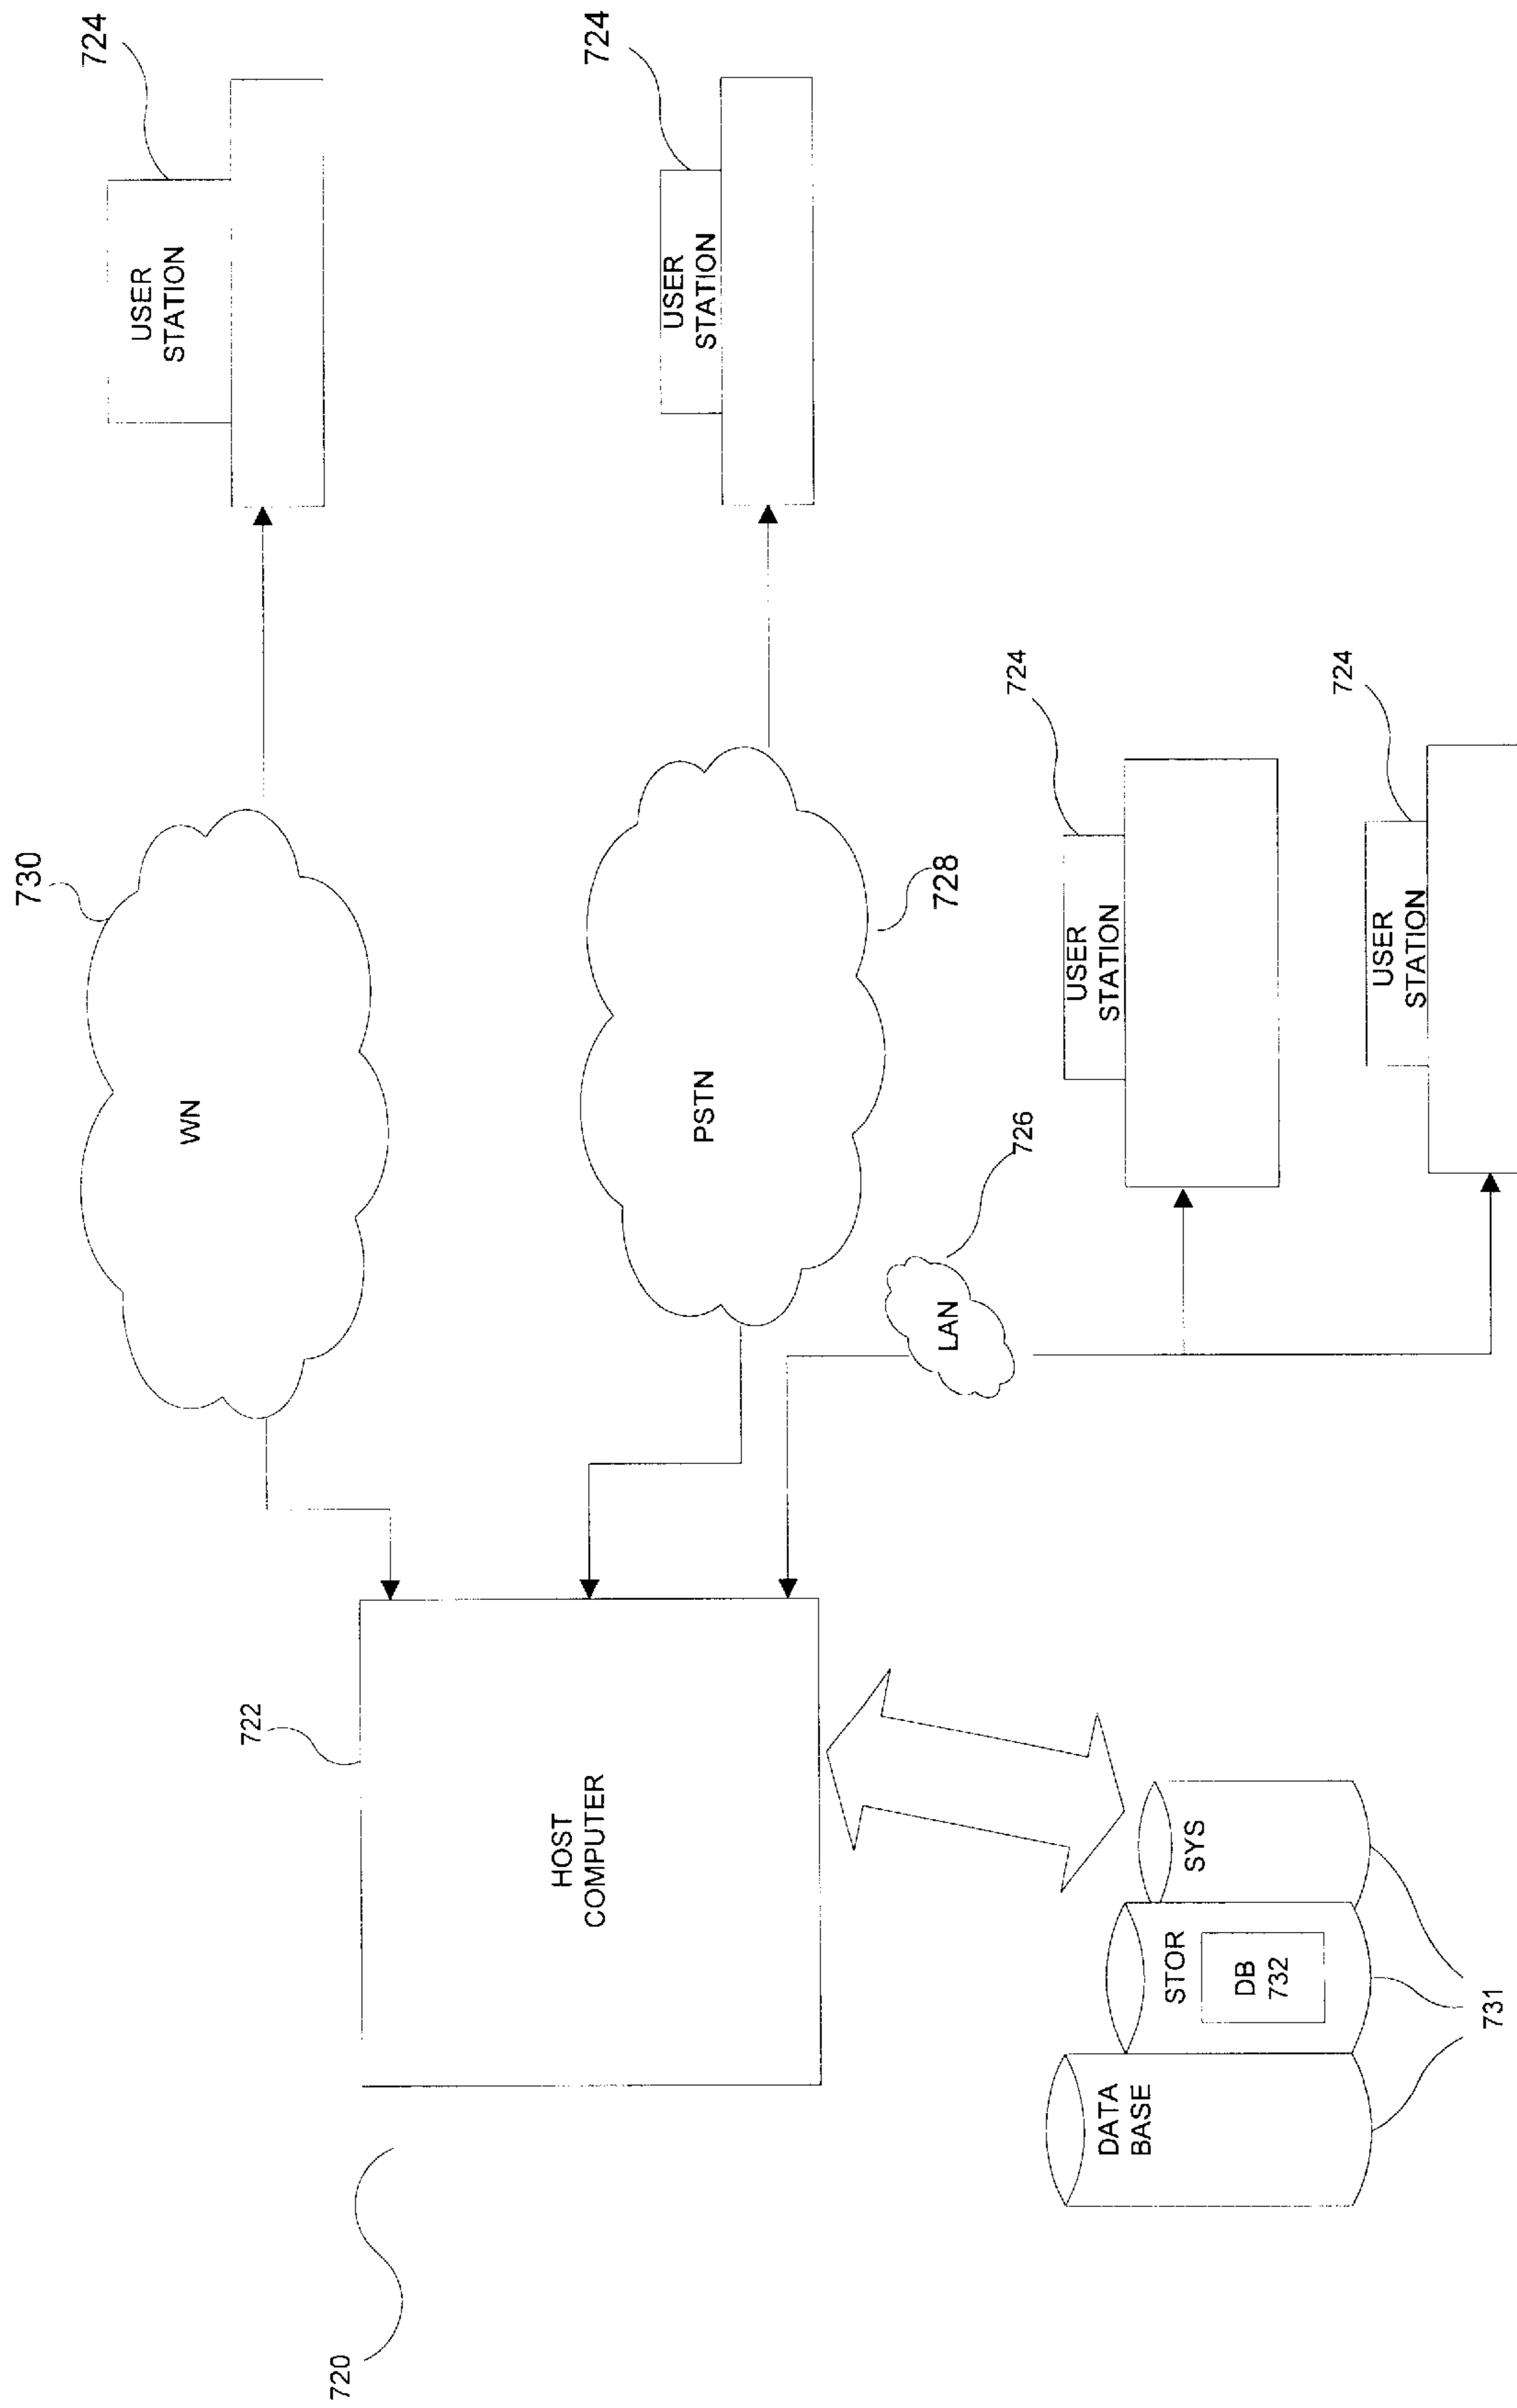 720
722
HOST
COMPUTER
730
WN
724
USER
STATION
PSTN
728
724
USER
STATION
LAN
726
724
USER
STATION
724
USER
STATION
DATA
BASE
STOR
DB
732
SYS
731